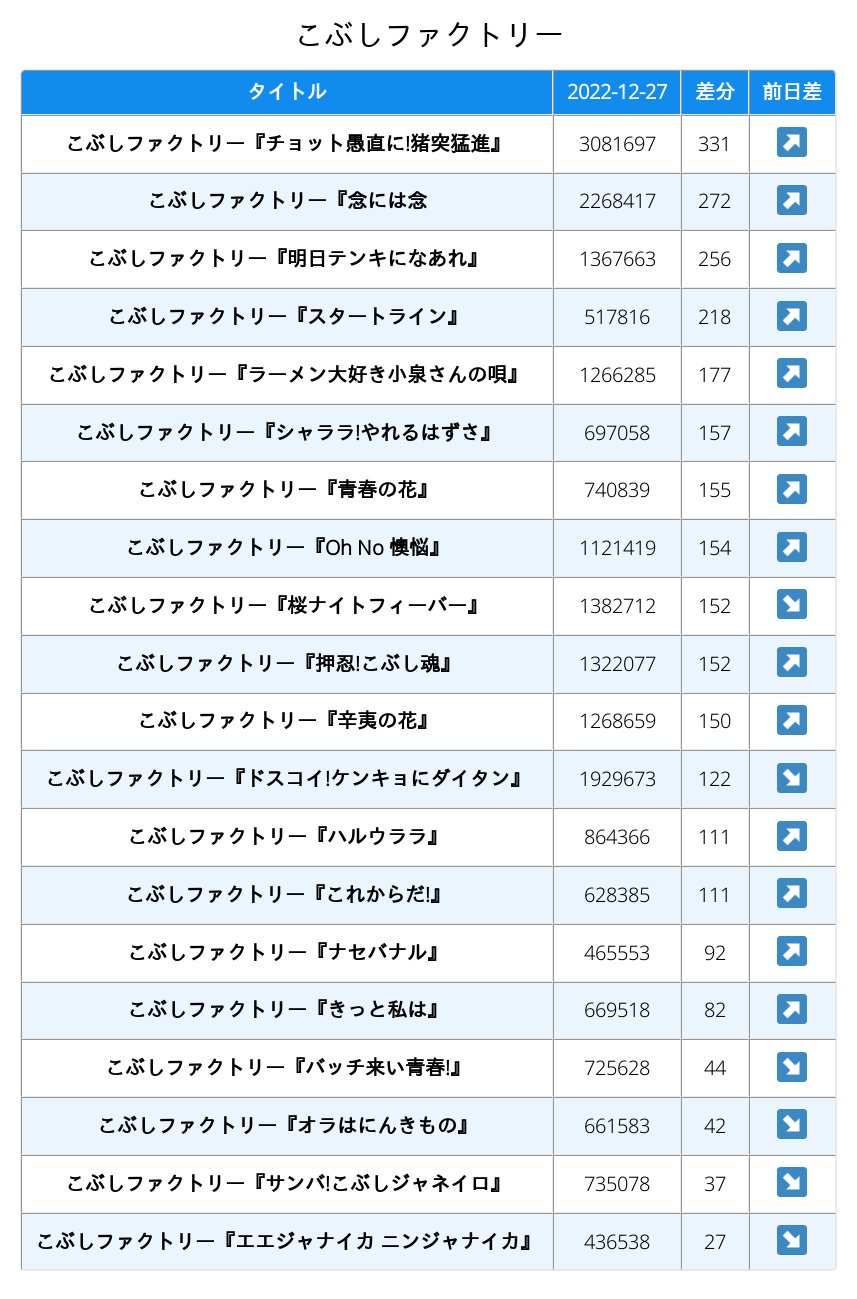 こぶしファクトリー
タイトル 2022-12-27 差分 前日差
こぶしファクトリー『チョット愚直に!猪突猛進』 3081697 331 ↗
こぶしファクトリー『念には念 2268417 272 ↗
こぶしファクトリー『明日テンキになあれ』 1367663 256 ↗
こぶしファクトリー『スタートライン』 517816 218 ↗
こぶしファクトリー『ラーメン大好き小泉さんの唄』 1266285 177 ↗
こぶしファクトリー『シャララ!やれるはずさ』 697058 157 ↗
こぶしファクトリー『青春の花』 740839 155 ↗
こぶしファクトリー『Oh No 懊悩』 1121419 154 ↗
こぶしファクトリー『桜ナイトフィーバー』 1382712 152 ↘
こぶしファクトリー『押忍!こぶし魂』 1322077 152 ↗
こぶしファクトリー『辛夷の花』 1268659 150 ↗
こぶしファクトリー『ドスコイ!ケンキョにダイタン』 1929673 122 ↘
こぶしファクトリー『ハルウララ』 864366 111 ↗
こぶしファクトリー『これからだ!』 628385 111 ↗
こぶしファクトリー『ナセバナル』 465553 92 ↗
こぶしファクトリー『きっと私は』 669518 82 ↗
こぶしファクトリー『バッチ来い青春!』 725628 44 ↘
こぶしファクトリー『オラはにんきもの』 661583 42 ↘
こぶしファクトリー『サンバ!こぶしジャネイロ』 735078 37 ↘
こぶしファクトリー『エエジャナイカ ニンジャナイカ』 436538 27 ↘